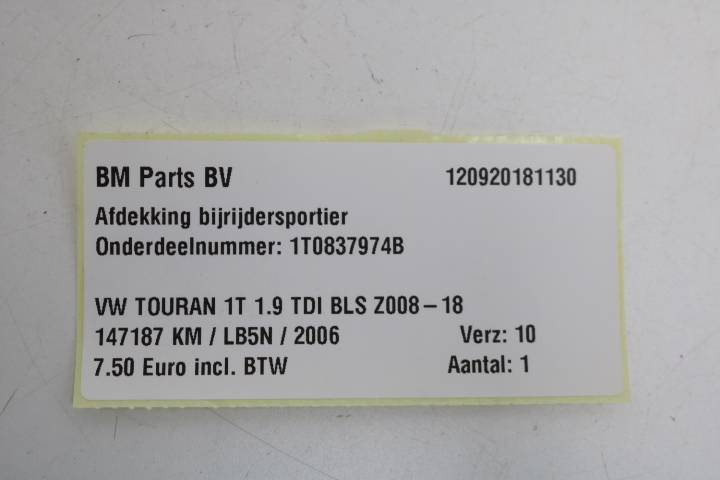 BM Parts BV 120920181130
Afdekking bijrijdersportier
Onderdeelnummer: 1T0837974B
VW TOURAN 1T 1.9 TDI BLS Z008-18
147187 KM / LB5N / 2006 Verz: 10
7.50 Euro incl. BTW Aantal: 1